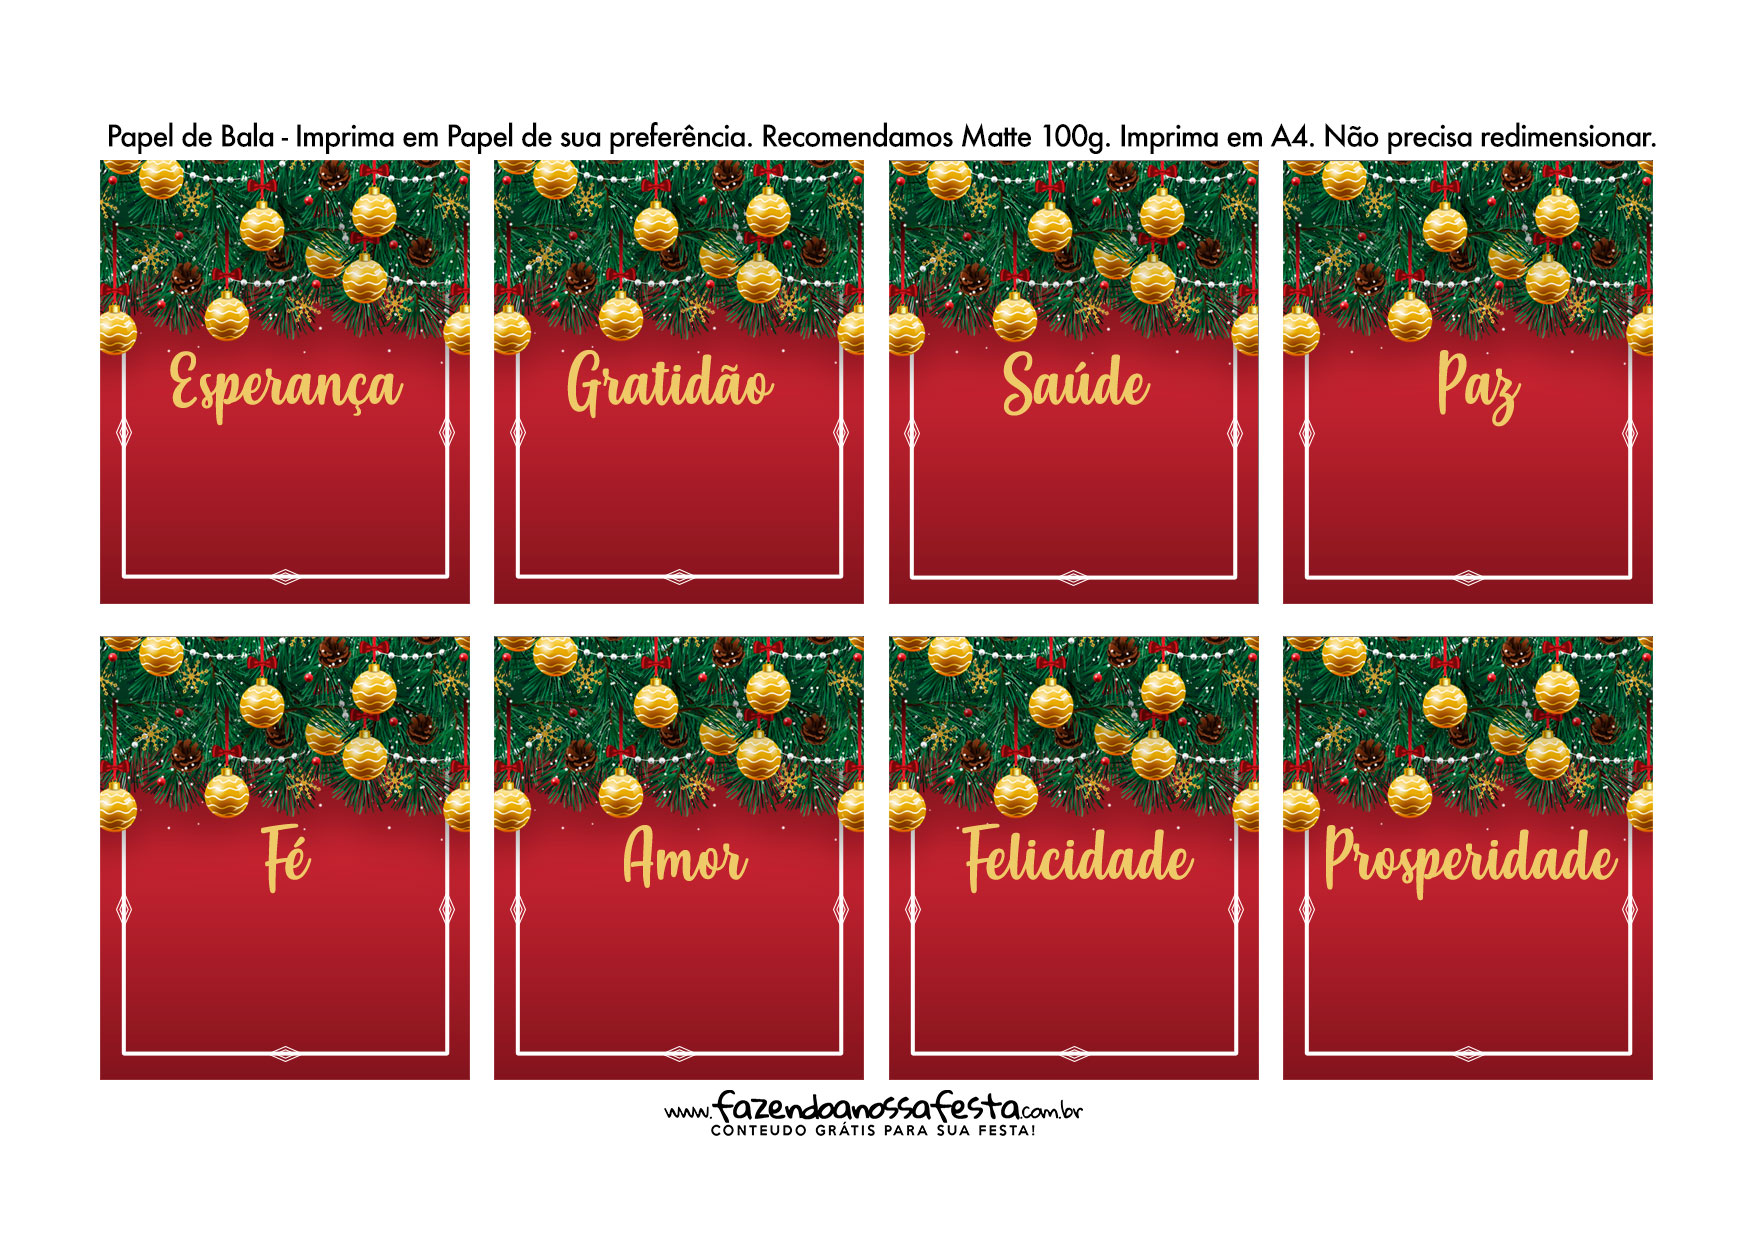 Papel de Bala - Imprima em Papel de sua preferência. Recomendamos Matte 100g. Imprima em A4. Não precisa redimensionar.
Esperança
Gratidão
Saúde
Paz
Fé
Amor
Felicidade
Prosperidade
www.fazendoanossafesta.com.br
CONTEUDO GRÁTIS PARA SUA FESTA!